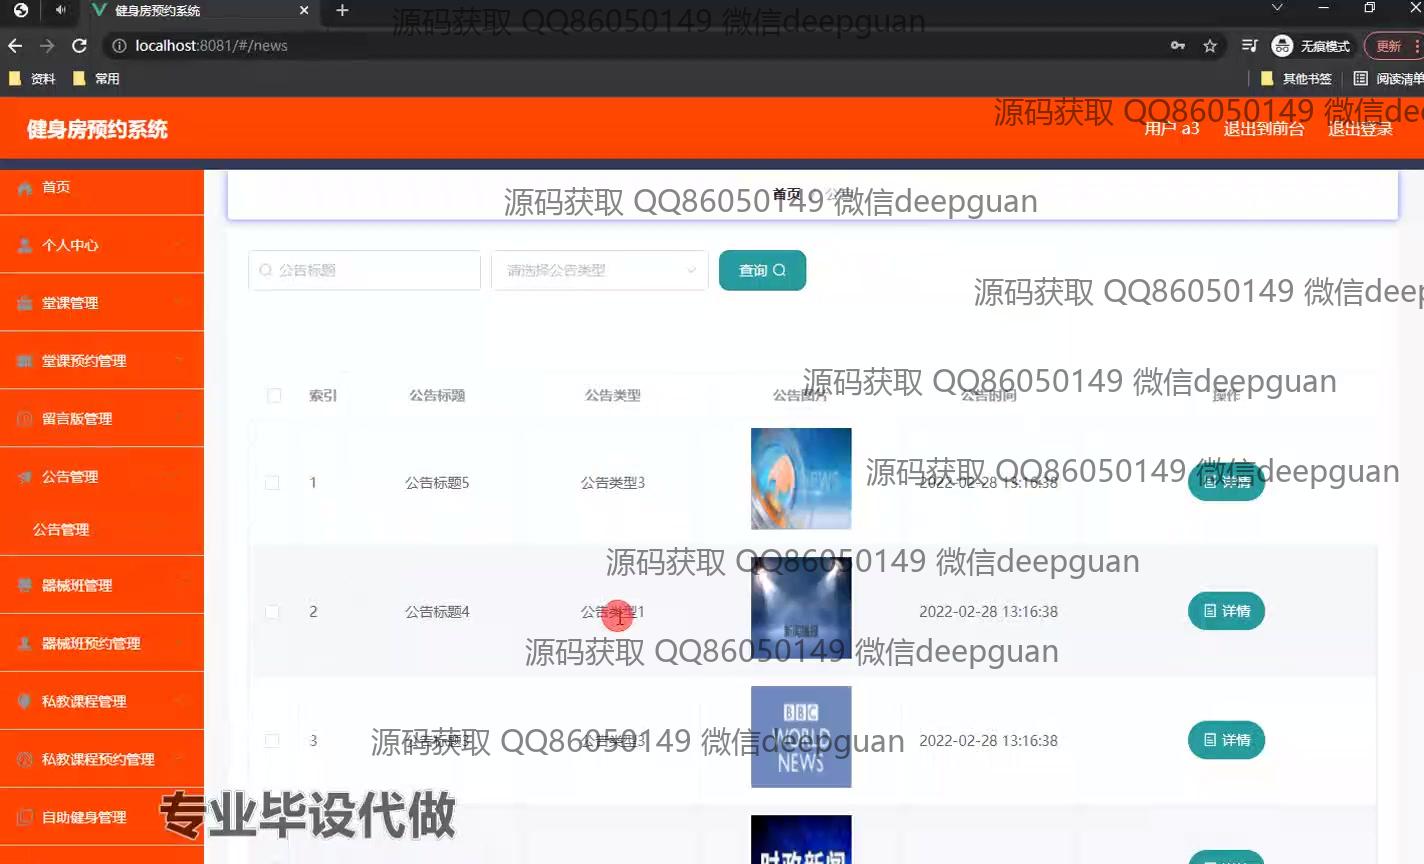 健身房预约系统
localhost:8081/#/news
无痕模式
更新
资料
常用
其他书签
阅读清单
源码获取 QQ86050149 微信deepguan
健身房预约系统
源码获取 QQ86050149 微信dee
用户 a3
退出到前台
退出登录
首页
首页
源码获取 QQ86050149 微信deepguan
个人中心
公告标题
请选择公告类型
查询
源码获取 QQ86050149 微信deep
堂课管理
堂课预约管理
源码获取 QQ86050149 微信deepguan
索引
公告标题
公告类型
公告图片
公告时间
操作
留言版管理
公告管理
公告管理
源码获取 QQ86050149 微信deepguan
1
公告标题5
公告类型3
NEWS
2022-02-28 13:16:38
详情
源码获取 QQ86050149 微信deepguan
器械班管理
2
公告标题4
公告类型1
新闻播报
2022-02-28 13:16:38
详情
器械班预约管理
源码获取 QQ86050149 微信deepguan
私教课程管理
3
公告标题3
公告类型3
BBC
WORLD
NEWS
2022-02-28 13:16:38
详情
源码获取 QQ86050149 微信deepguan
私教课程预约管理
自助健身管理
专业毕设代做
财政新闻